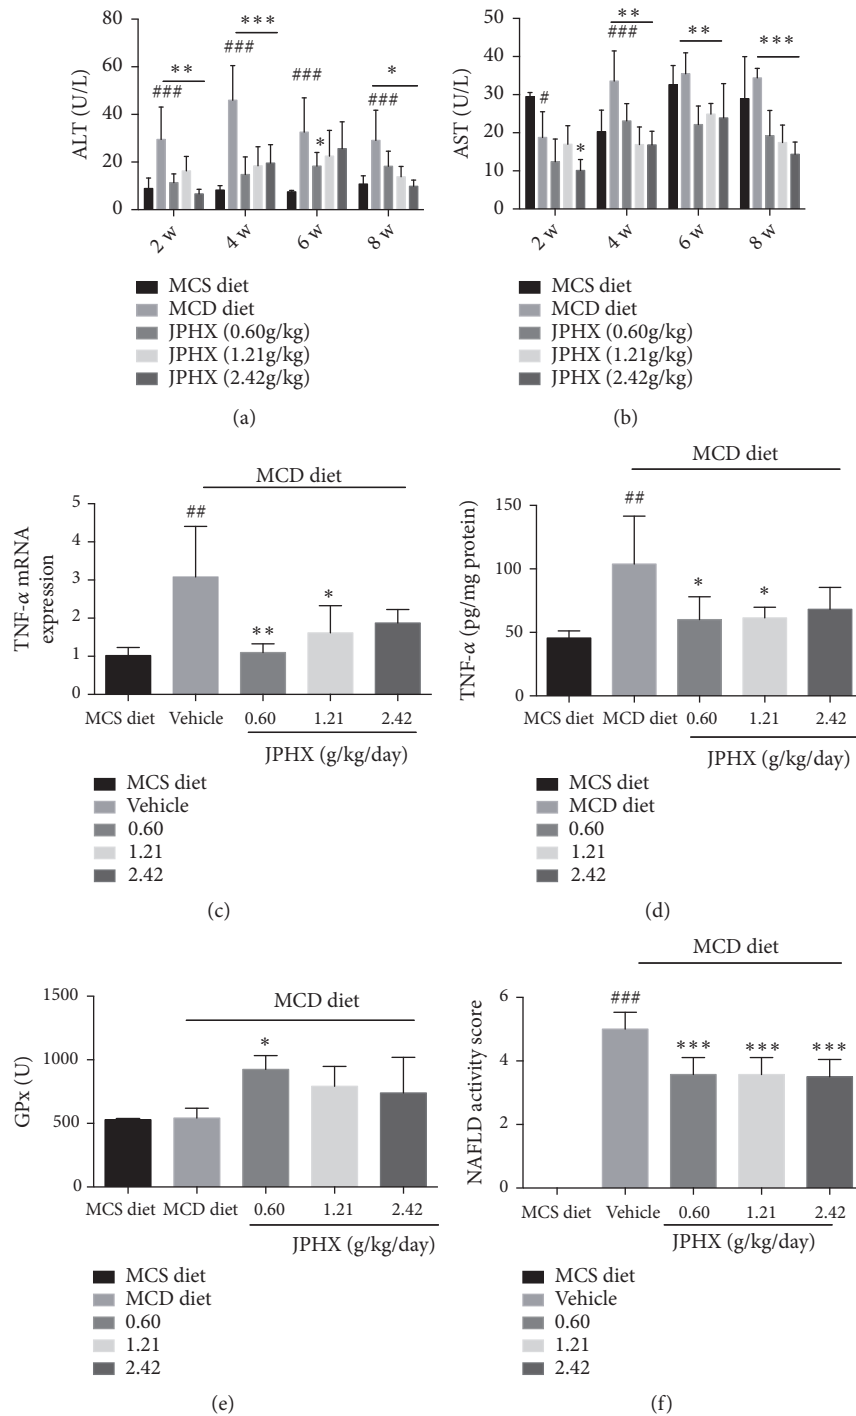 80
60
40
20
0
ALT (U/L)
###
**
###
***
###
*
###
*
2 w
4 w
6 w
8 w
MCS diet
MCD diet
JPHX (0.60g/kg)
JPHX (1.21g/kg)
JPHX (2.42g/kg)
(a)
50
40
30
20
10
0
AST (U/L)
#
*
**
###
**
***
2 w
4 w
6 w
8 w
MCS diet
MCD diet
JPHX (0.60g/kg)
JPHX (1.21g/kg)
JPHX (2.42g/kg)
(b)
MCD diet
5
4
3
2
1
0
TNF-α mRNA
expression
##
**
*
MCS diet Vehicle 0.60 1.21 2.42
JPHX (g/kg/day)
MCS diet
Vehicle
0.60
1.21
2.42
(c)
MCD diet
150
100
50
0
TNF-α (pg/mg protein)
##
*
*
MCS diet MCD diet 0.60 1.21 2.42
JPHX (g/kg/day)
MCS diet
MCD diet
0.60
1.21
2.42
(d)
MCD diet
1500
1000
500
0
GPx (U)
*
MCS diet MCD diet 0.60 1.21 2.42
JPHX (g/kg/day)
MCS diet
MCD diet
0.60
1.21
2.42
(e)
MCD diet
6
4
2
0
NAFLD activity score
###
***
***
***
MCS diet Vehicle 0.60 1.21 2.42
JPHX (g/kg/day)
MCS diet
Vehicle
0.60
1.21
2.42
(f)